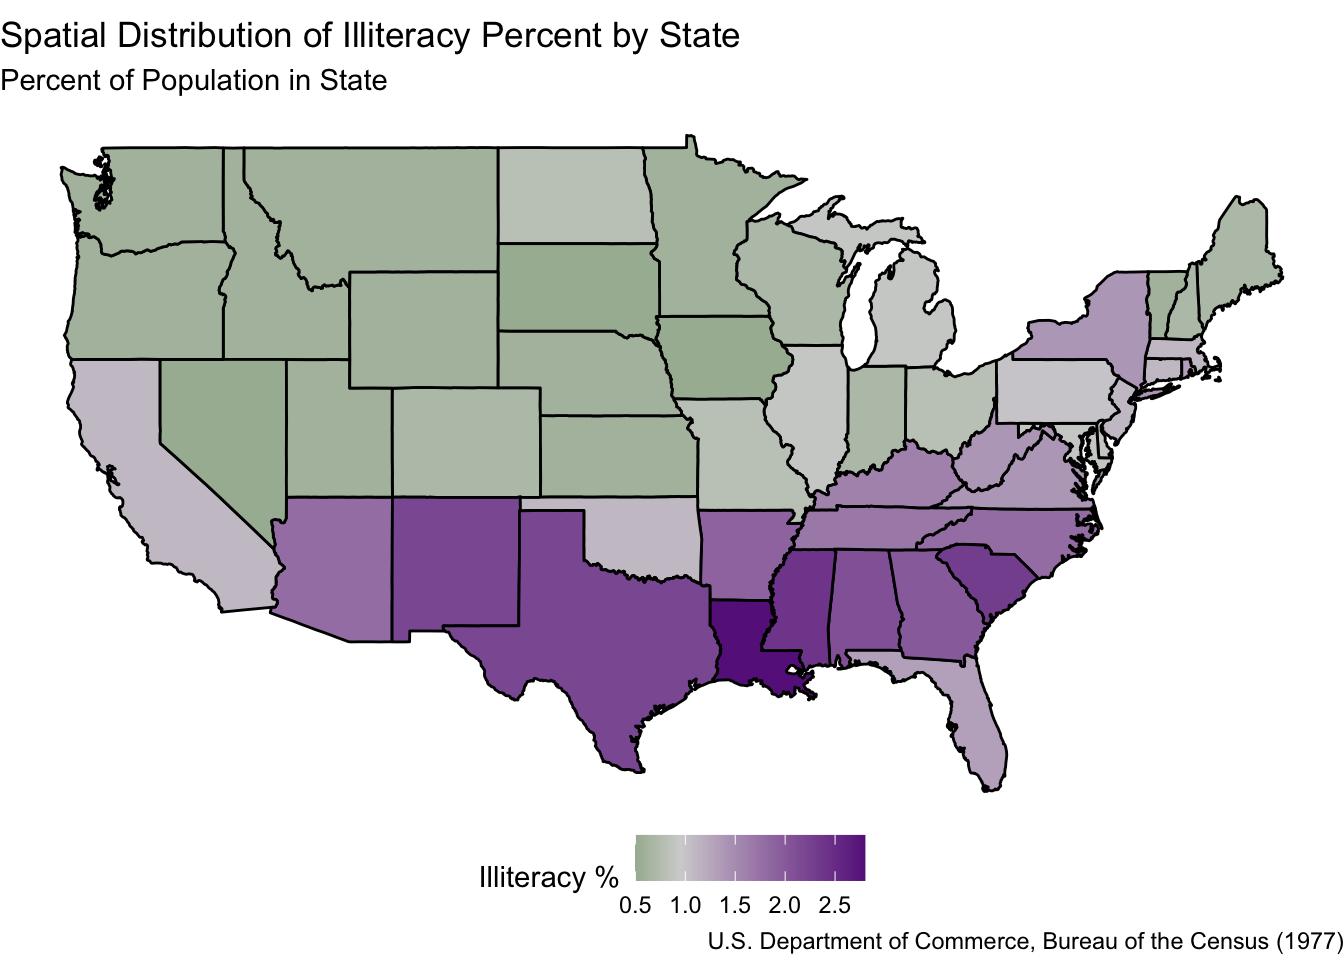 Spatial Distribution of Illiteracy Percent by State
Percent of Population in State
Illiteracy %
0.5 1.0 1.5 2.0 2.5
U.S. Department of Commerce, Bureau of the Census (1977)